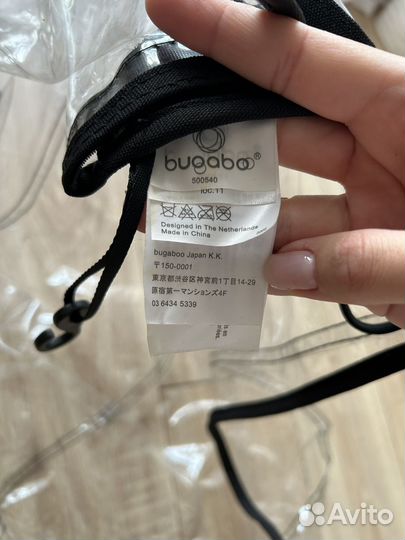 bugaboo®
500540
Designed in The Netherlands
Made in China
bugaboo Japan K.K.
〒150-0001
東京都渋谷区神宮前1丁目14-29
原宿第一マンションズ4F
03 6434 5339
Avito